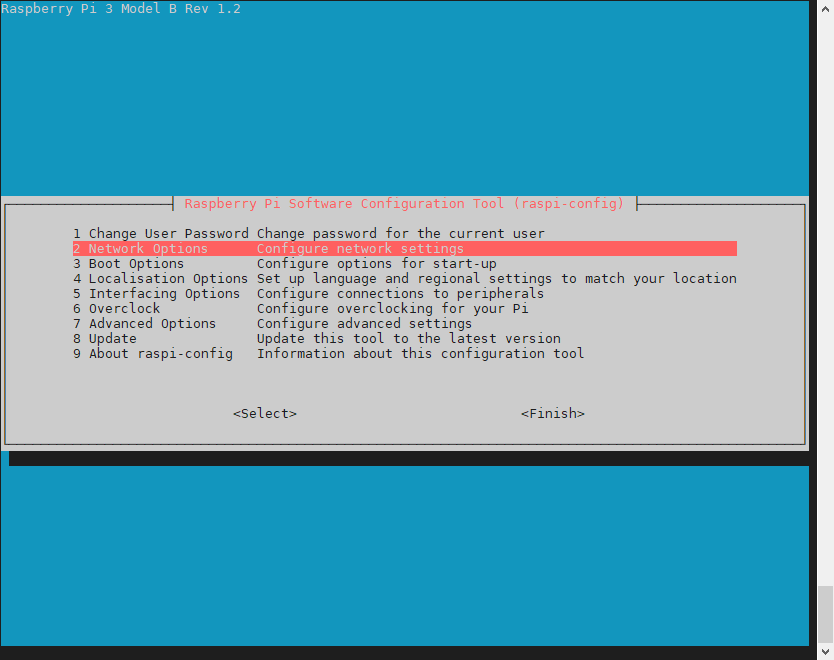 Raspberry Pi 3 Model B Rev 1.2
Raspberry Pi Software Configuration Tool (raspi-config)
1 Change User Password Change password for the current user
2 Network Options Configure network settings
3 Boot Options Configure options for start-up
4 Localisation Options Set up language and regional settings to match your location
5 Interfacing Options Configure connections to peripherals
6 Overclock Configure overclocking for your Pi
7 Advanced Options Configure advanced settings
8 Update Update this tool to the latest version
9 About raspi-config Information about this configuration tool
<Select> <Finish>